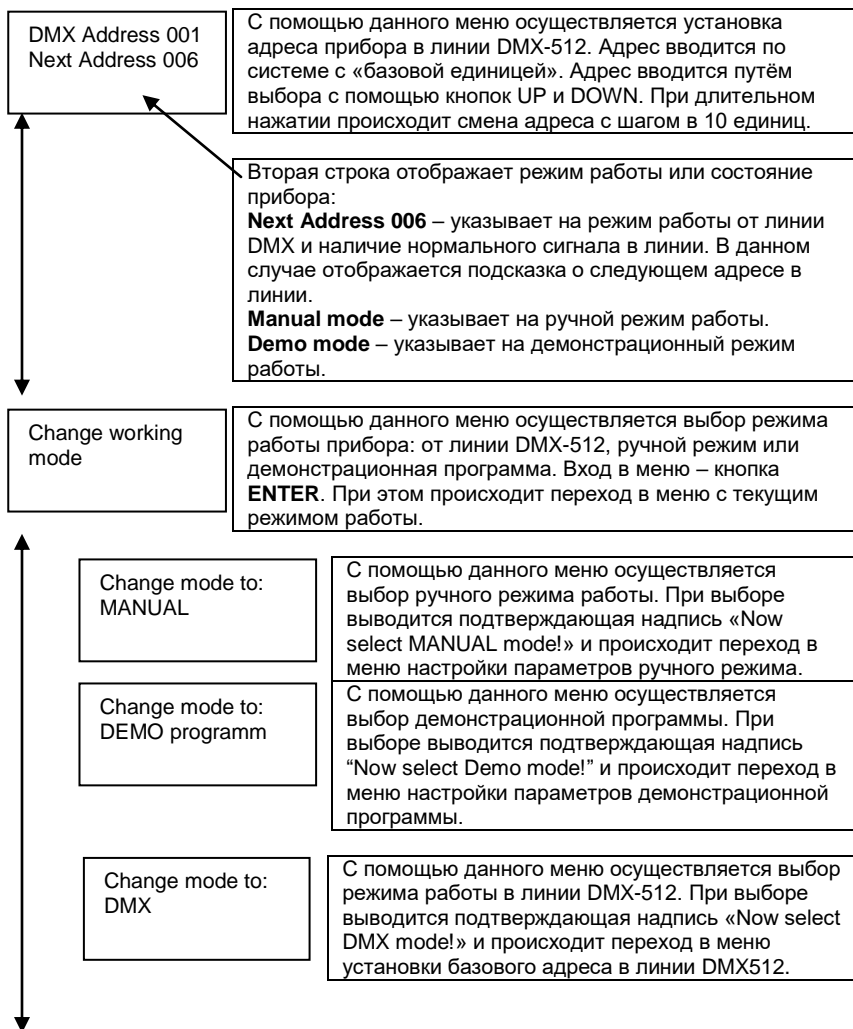 DMX Address 001
Next Address 006
С помощью данного меню осуществляется установка
адреса прибора в линии DMX-512. Адрес вводится по
системе с «базовой единицей». Адрес вводится путём
выбора с помощью кнопок UP и DOWN. При длительном
нажатии происходит смена адреса с шагом в 10 единиц.
Вторая строка отображает режим работы или состояние
прибора:
Next Address 006 – указывает на режим работы от линии
DMX и наличие нормального сигнала в линии. В данном
случае отображается подсказка о следующем адресе в
линии.
Manual mode – указывает на ручной режим работы.
Demo mode – указывает на демонстрационный режим
работы.
Change working
mode
С помощью данного меню осуществляется выбор режима
работы прибора: от линии DMX-512, ручной режим или
демонстрационная программа. Вход в меню – кнопка
ENTER. При этом происходит переход в меню с текущим
режимом работы.
Change mode to:
MANUAL
С помощью данного меню осуществляется
выбор ручного режима работы. При выборе
выводится подтверждающая надпись «Now
select MANUAL mode!» и происходит переход в
меню настройки параметров ручного режима.
Change mode to:
DEMO programm
С помощью данного меню осуществляется
выбор демонстрационной программы. При
выборе выводится подтверждающая надпись
“Now select Demo mode!” и происходит переход в
меню настройки параметров демонстрационной
программы.
Change mode to:
DMX
С помощью данного меню осуществляется выбор
режима работы в линии DMX-512. При выборе
выводится подтверждающая надпись «Now select
DMX mode!» и происходит переход в меню
установки базового адреса в линии DMX512.